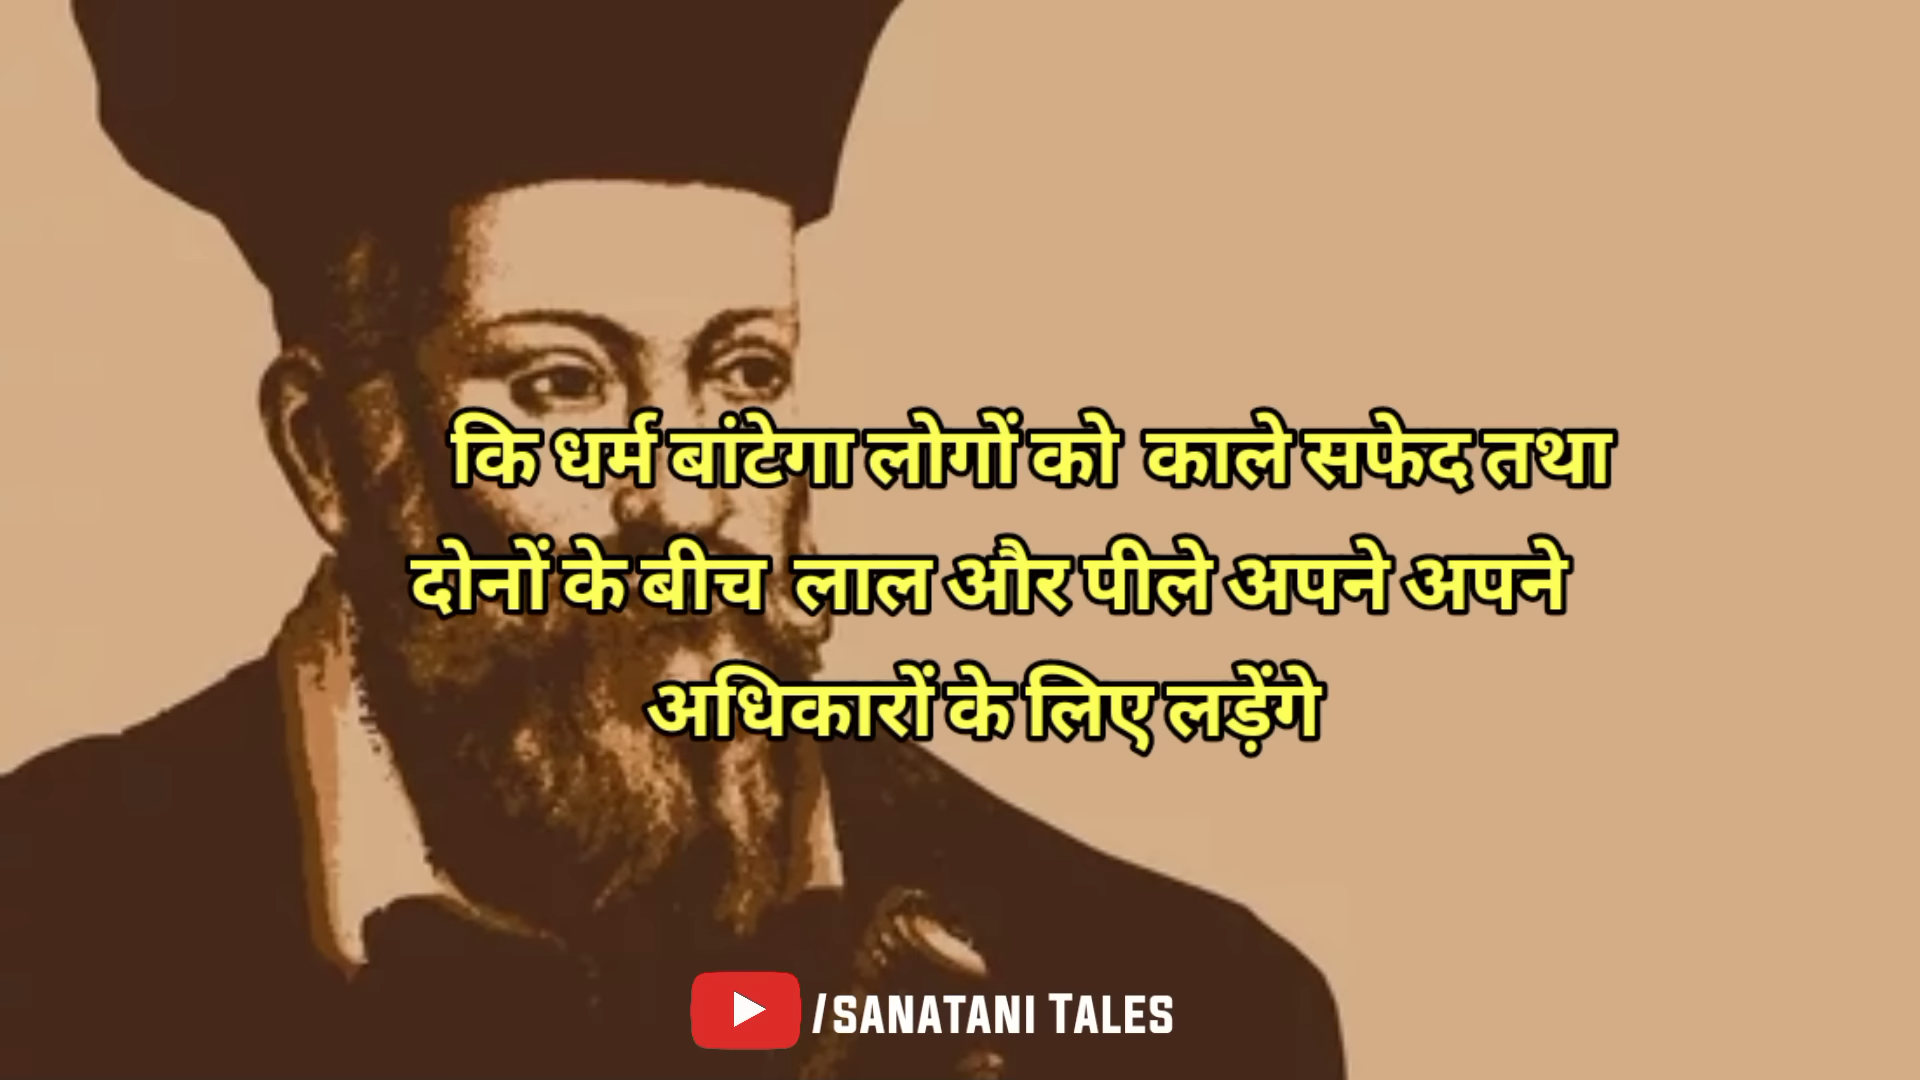 कि धर्म बांटेगा लोगों को काले सफेद तथा
दोनों के बीच लाल और पीले अपने अपने
अधिकारों के लिए लड़ेंगे
/SANATANI TALES